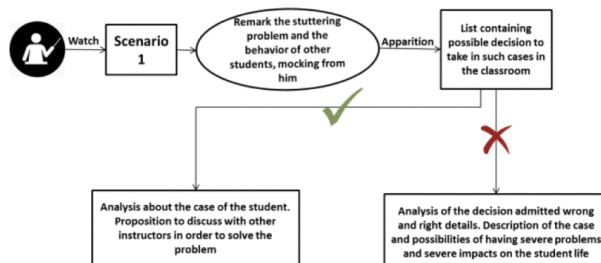 Watch
Scenario
1
Remark the stuttering
problem and the
behavior of other
students, mocking from
him
Apparition
List containing
possible decision to
take in such cases in
the classroom
Analysis about the case of the student.
Proposition to discuss with other
instructors in order to solve the
problem
Analysis of the decision admitted wrong
and right details. Description of the case
and possibilities of having severe problems
and severe impacts on the student life